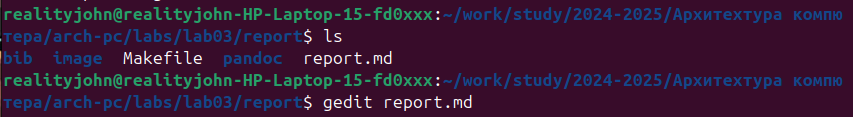 realityjohn@realityjohn-HP-Laptop-15-fd0xxx:~/work/study/2024-2025/Архитехтура компю
тера/arch-pc/labs/lab03/report$ ls
bib image Makefile pandoc report.md
realityjohn@realityjohn-HP-Laptop-15-fd0xxx:~/work/study/2024-2025/Архитехтура компю
тера/arch-pc/labs/lab03/report$ gedit report.md